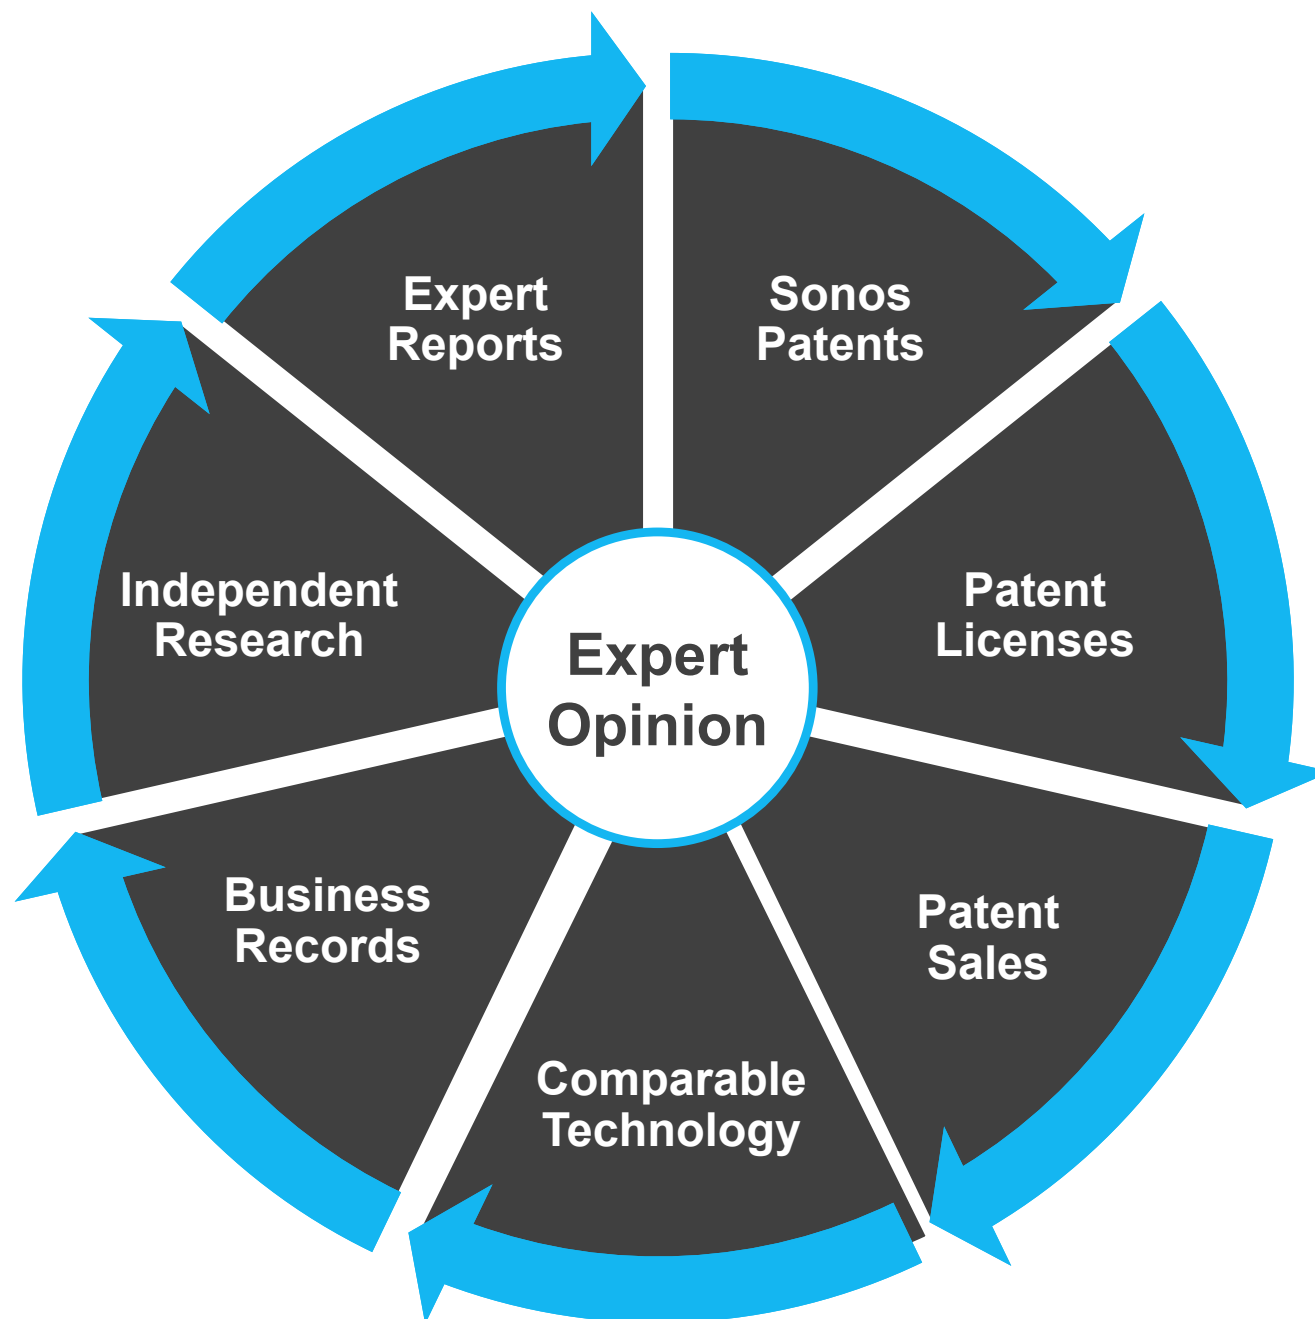 Expert
Reports
Sonos
Patents
Independent
Research
Patent
Licenses
Expert
Opinion
Business
Records
Patent
Sales
Comparable
Technology